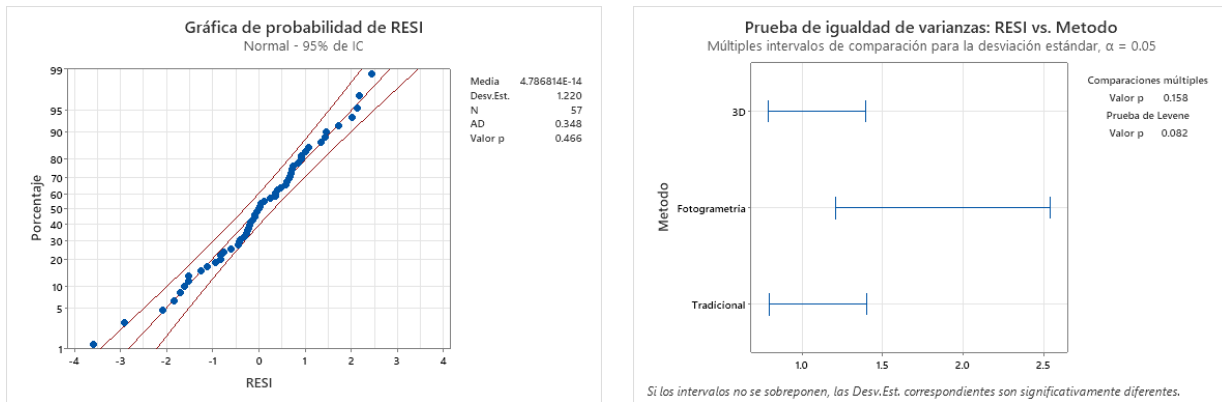 Gráfica de probabilidad de RESI
Normal - 95% de IC
99
95
90
80
70
60
50
40
30
20
10
5
1
Porcentaje
-4 -3 -2 -1 0 1 2 3 4
RESI
Media 4.786814E-14
Desv.Est. 1.220
N 57
AD 0.348
Valor p 0.466
Prueba de igualdad de varianzas: RESI vs. Metodo
Múltiples intervalos de comparación para la desviación estándar, α = 0.05
3D
Fotogrametría
Tradicional
Metodo
1.0 1.5 2.0 2.5
Comparaciones múltiples
Valor p 0.158
Prueba de Levene
Valor p 0.082
Si los intervalos no se sobreponen, las Desv.Est. correspondientes son significativamente diferentes.